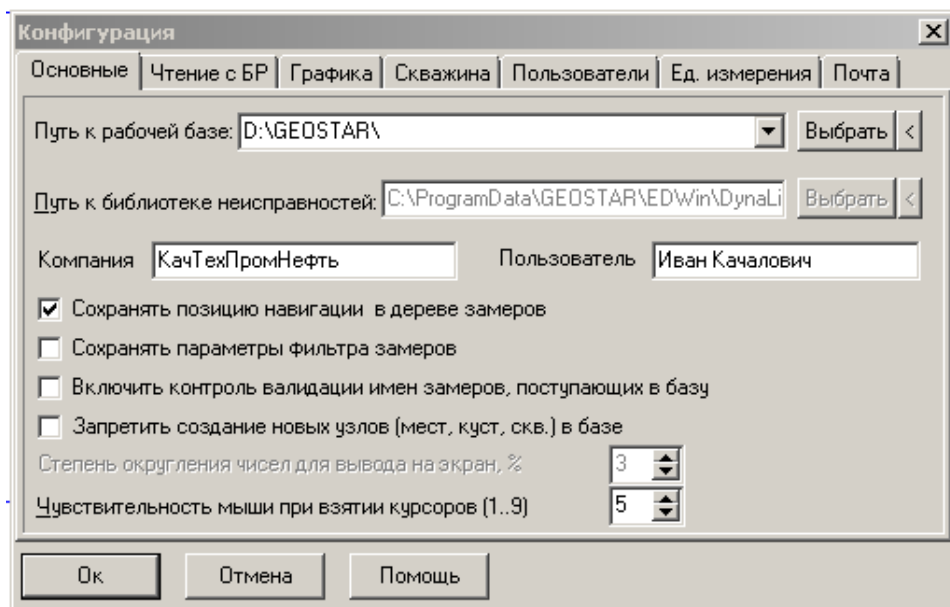 Конфигурация
Основные Чтение с БР Графика Скважина Пользователи Ед. измерения Почта
Путь к рабочей базе: D:\GEOSTAR\ Выбрать <
Путь к библиотеке неисправностей: C:\ProgramData\GEOSTAR\EDWin\DynaLi Выбрать <
Компания КачТехПромНефть Пользователь Иван Качалович
Сохранять позицию навигации в дереве замеров
Сохранять параметры фильтра замеров
Включить контроль валидации имен замеров, поступающих в базу
Запретить создание новых узлов (мест, куст, скв.) в базе
Степень округления чисел для вывода на экран, % 3
Чувствительность мыши при взятии курсоров (1..9) 5
Ок Отмена Помощь